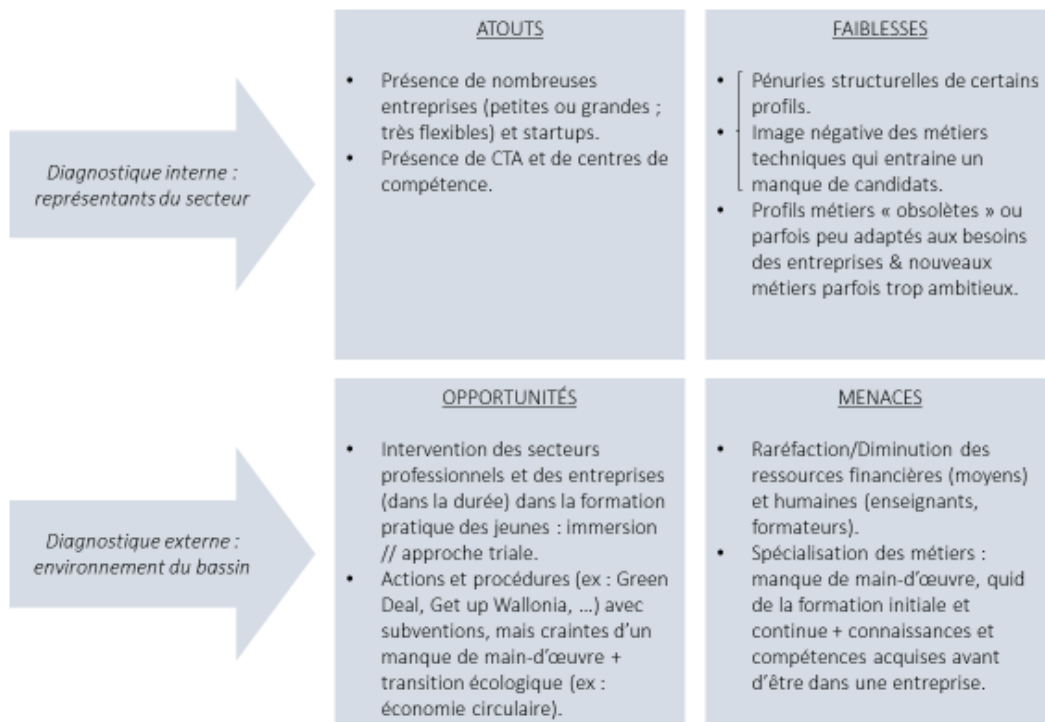 Diagnostique interne :
représentants du secteur
ATOUTS
• Présence de nombreuses
entreprises (petites ou grandes ;
très flexibles) et startups.
• Présence de CTA et de centres de
compétence.
FAIBLESSES
• Pénuries structurelles de certains
profils.
• Image négative des métiers
techniques qui entraine un
manque de candidats.
• Profils métiers « obsolètes » ou
parfois peu adaptés aux besoins
des entreprises & nouveaux
métiers parfois trop ambitieux.
Diagnostique externe :
environnement du bassin
OPPORTUNITÉS
• Intervention des secteurs
professionnels et des entreprises
(dans la durée) dans la formation
pratique des jeunes : immersion
// approche triale.
• Actions et procédures (ex : Green
Deal, Get up Wallonia, …) avec
subventions, mais craintes d’un
manque de main-d’œuvre +
transition écologique (ex :
économie circulaire).
MENACES
• Raréfaction/Diminution des
ressources financières (moyens)
et humaines (enseignants,
formateurs).
• Spécialisation des métiers :
manque de main-d’œuvre, quid
de la formation initiale et
continue + connaissances et
compétences acquises avant
d’être dans une entreprise.